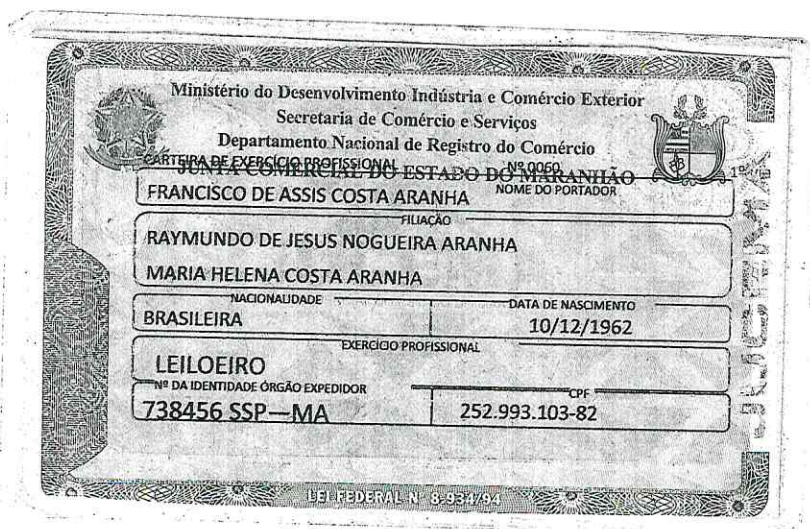 Ministério do Desenvolvimento Indústria e Comércio Exterior
Secretaria de Comércio e Serviços
Departamento Nacional de Registro do Comércio
JUNTA COMERCIAL DO ESTADO DO MARANHÃO
CARTEIRA DE EXERCÍCIO PROFISSIONAL Nº 0060
NOME DO PORTADOR
FRANCISCO DE ASSIS COSTA ARANHA
FILIAÇÃO
RAYMUNDO DE JESUS NOGUEIRA ARANHA
MARIA HELENA COSTA ARANHA
NACIONALIDADE DATA DE NASCIMENTO
BRASILEIRA 10/12/1962
EXERCÍCIO PROFISSIONAL
LEILOEIRO
Nº DA IDENTIDADE ÓRGÃO EXPEDIDOR CPF
738456 SSP—MA 252.993.103-82
LEI FEDERAL Nº 8-934/94